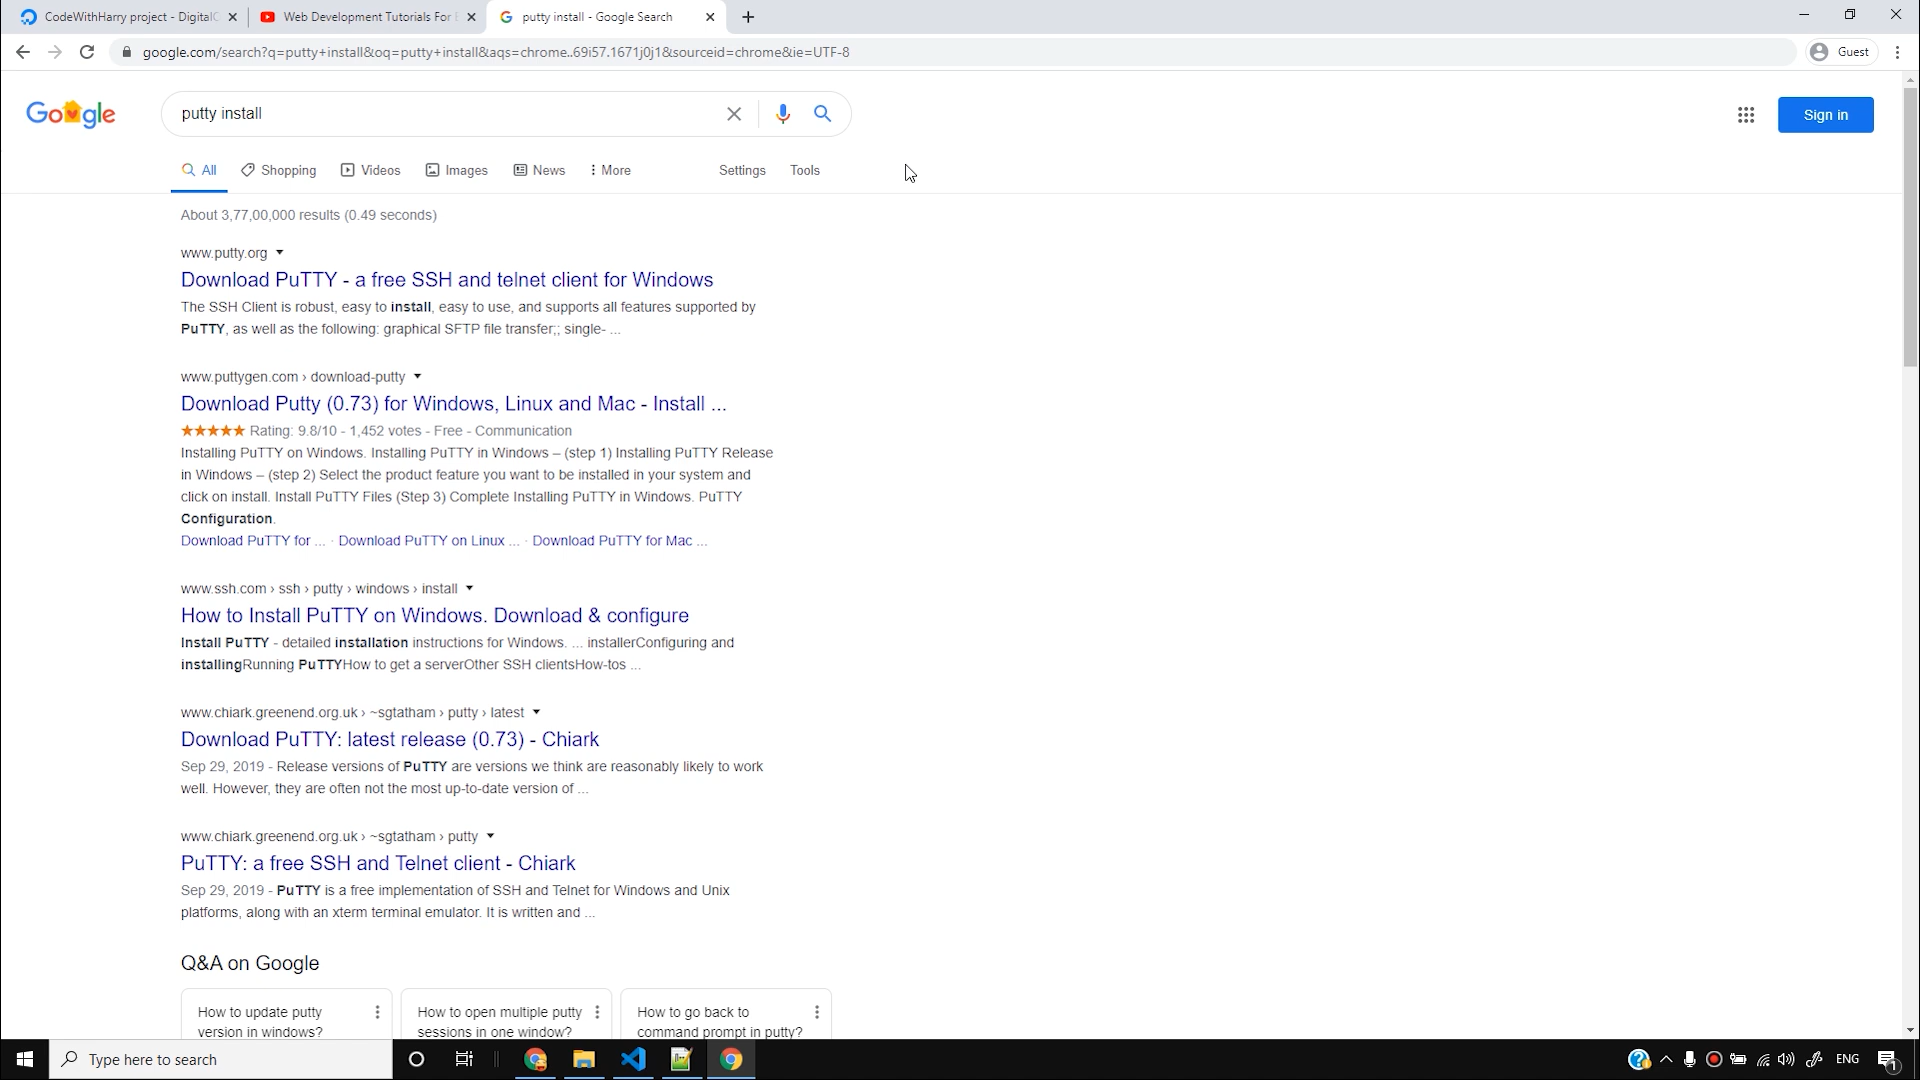 CodeWithHarry project - Digital
Web Development Tutorials For
putty install - Google Search
google.com/search?q=putty+install&oq=putty+install&aqs=chrome..69i57.1671j0j1&sourceid=chrome&ie=UTF-8
Guest
Google
putty install
Sign in
All
Shopping
Videos
Images
News
More
Settings
Tools
About 3,77,00,000 results (0.49 seconds)
www.putty.org
Download PuTTY - a free SSH and telnet client for Windows
The SSH Client is robust, easy to install, easy to use, and supports all features supported by
PuTTY, as well as the following: graphical SFTP file transfer;; single- ...
www.puttygen.com › download-putty
Download Putty (0.73) for Windows, Linux and Mac - Install ...
Rating: 9.8/10 - 1,452 votes - Free - Communication
Installing PuTTY on Windows. Installing PuTTY in Windows – (step 1) Installing PuTTY Release
in Windows – (step 2) Select the product feature you want to be installed in your system and
click on install. Install PuTTY Files (Step 3) Complete Installing PuTTY in Windows. PuTTY
Configuration.
Download PuTTY for ... · Download PuTTY on Linux ... · Download PuTTY for Mac ...
www.ssh.com › ssh › putty › windows › install
How to Install PuTTY on Windows. Download & configure
Install PuTTY - detailed installation instructions for Windows. ... installerConfiguring and
installingRunning PuTTYHow to get a serverOther SSH clientsHow-tos ...
www.chiark.greenend.org.uk › ~sgtatham › putty › latest
Download PuTTY: latest release (0.73) - Chiark
Sep 29, 2019 - Release versions of PuTTY are versions we think are reasonably likely to work
well. However, they are often not the most up-to-date version of ...
www.chiark.greenend.org.uk › ~sgtatham › putty
PuTTY: a free SSH and Telnet client - Chiark
Sep 29, 2019 - PuTTY is a free implementation of SSH and Telnet for Windows and Unix
platforms, along with an xterm terminal emulator. It is written and ...
Q&A on Google
How to update putty
version in windows?
How to open multiple putty
sessions in one window?
How to go back to
command prompt in putty?
Type here to search
ENG
1